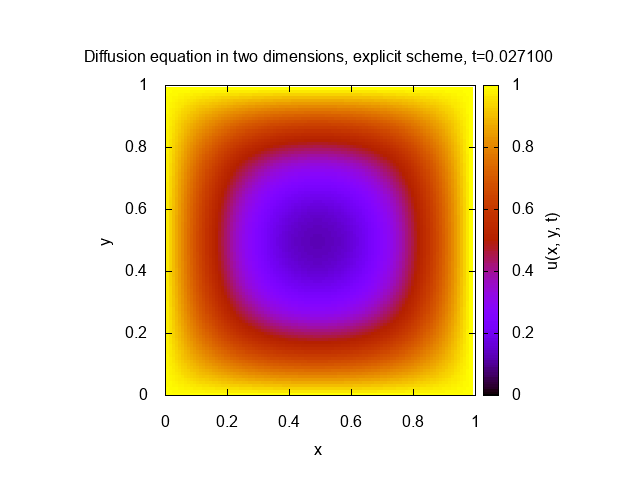 Diffusion equation in two dimensions, explicit scheme, t=0.027100
1
0.8
0.6
0.4
0.2
0
y
0 0.2 0.4 0.6 0.8 1
x
1
0.8
0.6
0.4
0.2
0
u(x, y, t)